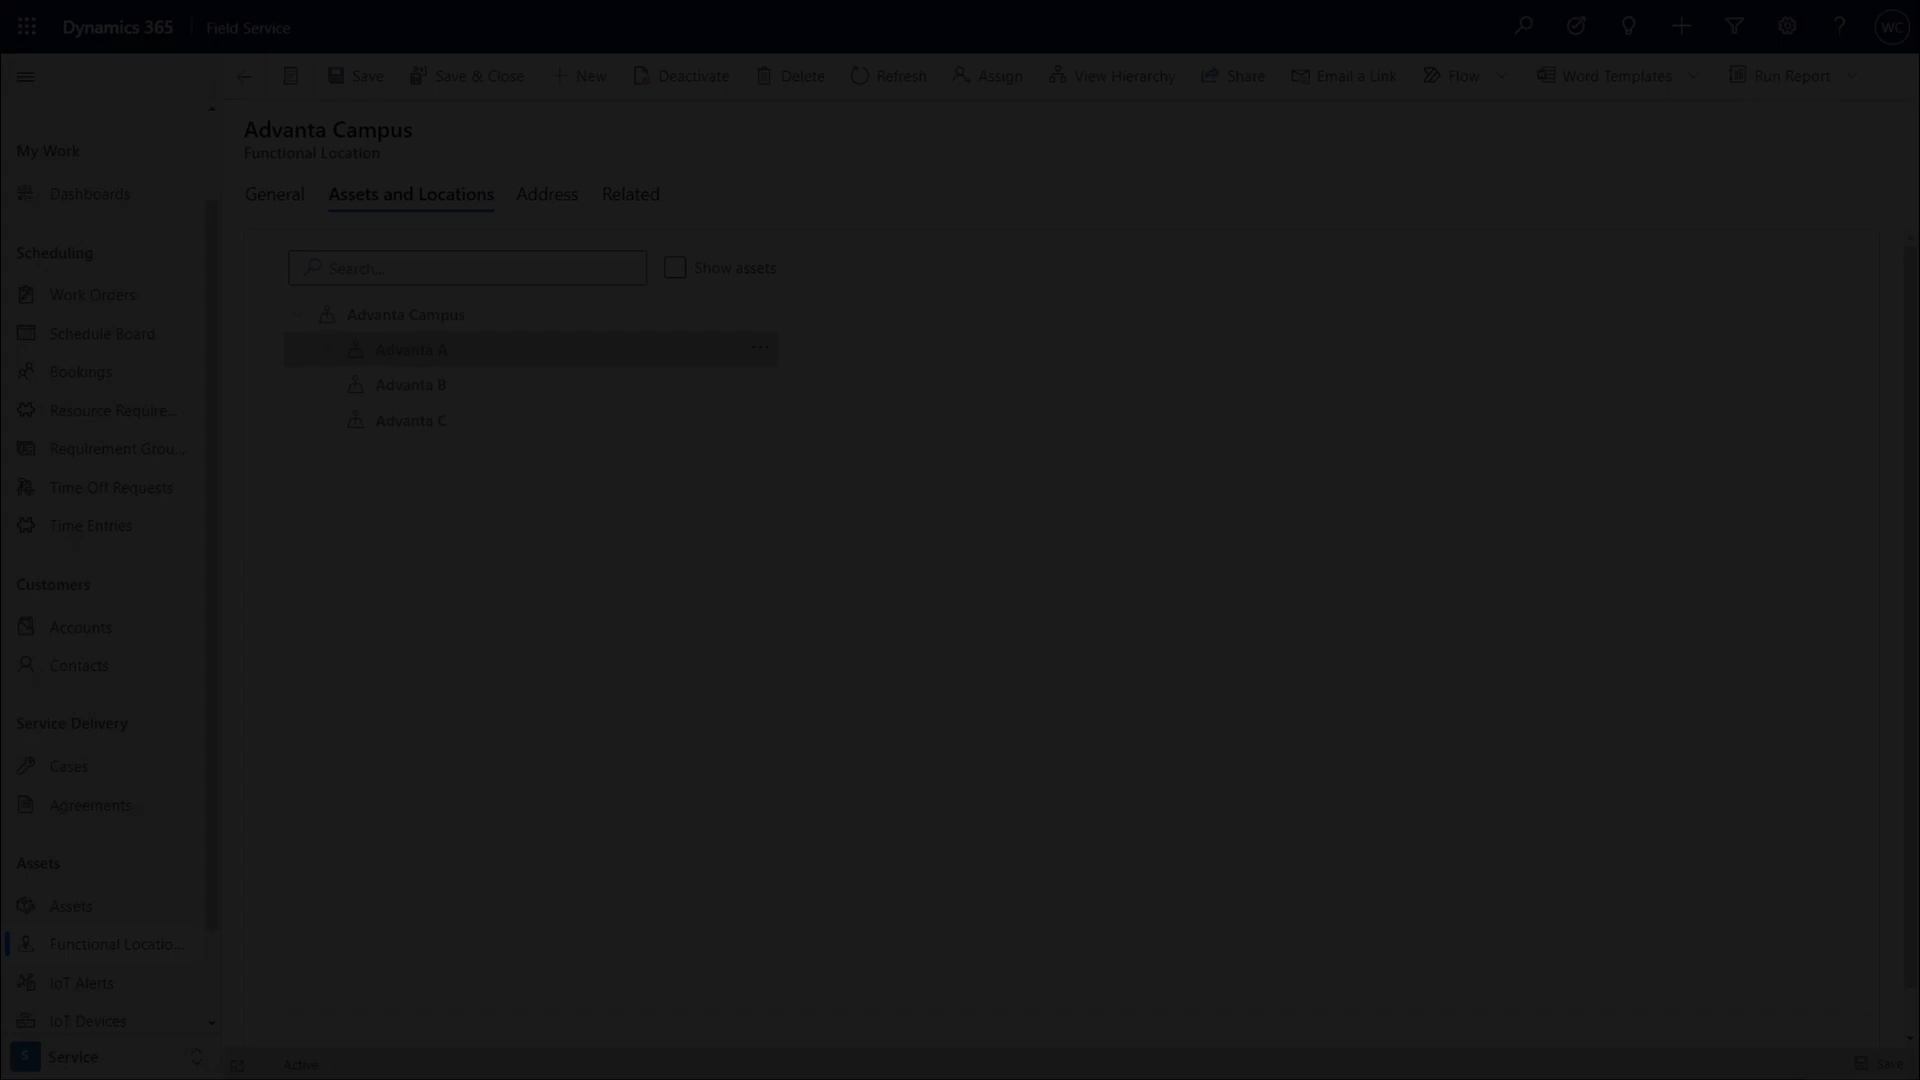 Dynamics 365 Field Service WC
Save Save & Close New Deactivate Delete Refresh Assign View Hierarchy Share Email a Link Flow Word Templates Run Report
Advanta Campus
Functional Location
General Assets and Locations Address Related
Search...
Show assets
Advanta Campus
Advanta A
Advanta B
Advanta C
My Work
Dashboards
Scheduling
Work Orders
Schedule Board
Bookings
Resource Require...
Requirement Grou...
Time Off Requests
Time Entries
Customers
Accounts
Contacts
Service Delivery
Cases
Agreements
Assets
Assets
Functional Locatio...
IoT Alerts
IoT Devices
S Service
Active
Save